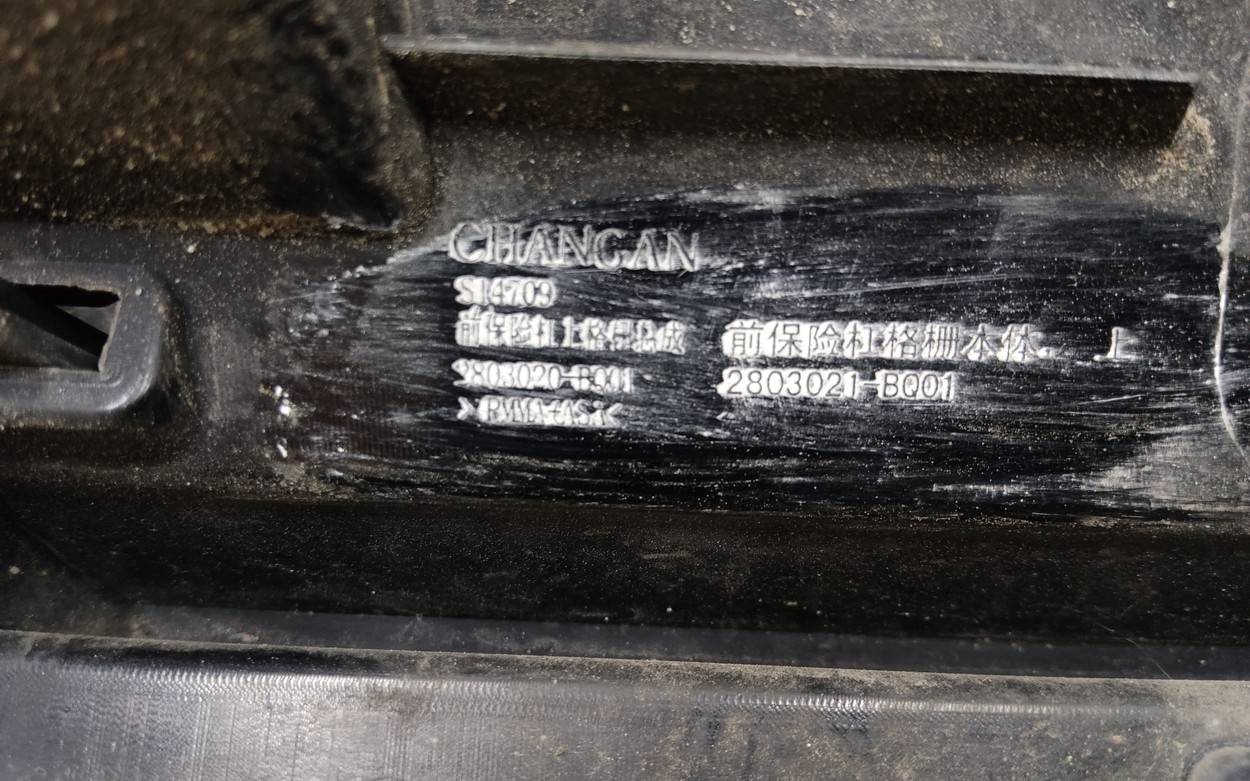 CHANGAN
S14703
前保险杠上格栅总成
2803020-BQ01
>PMMA+ASA<
前保险杠格栅本体 上
2803021-BQ01